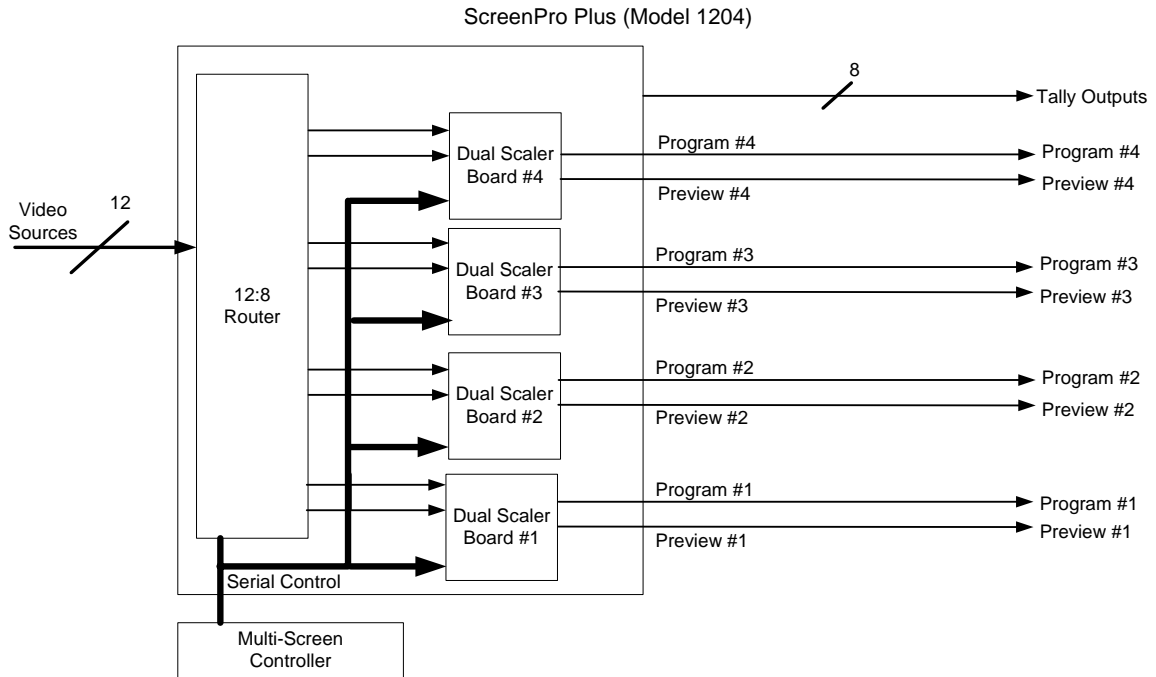 ScreenPro Plus (Model 1204)
8
Tally Outputs
Dual Scaler
Board #4
Program #4
Program #4
Preview #4
Preview #4
12
Video
Sources
12:8
Router
Dual Scaler
Board #3
Program #3
Program #3
Preview #3
Preview #3
Dual Scaler
Board #2
Program #2
Program #2
Preview #2
Preview #2
Dual Scaler
Board #1
Program #1
Program #1
Preview #1
Preview #1
Serial Control
Multi-Screen
Controller